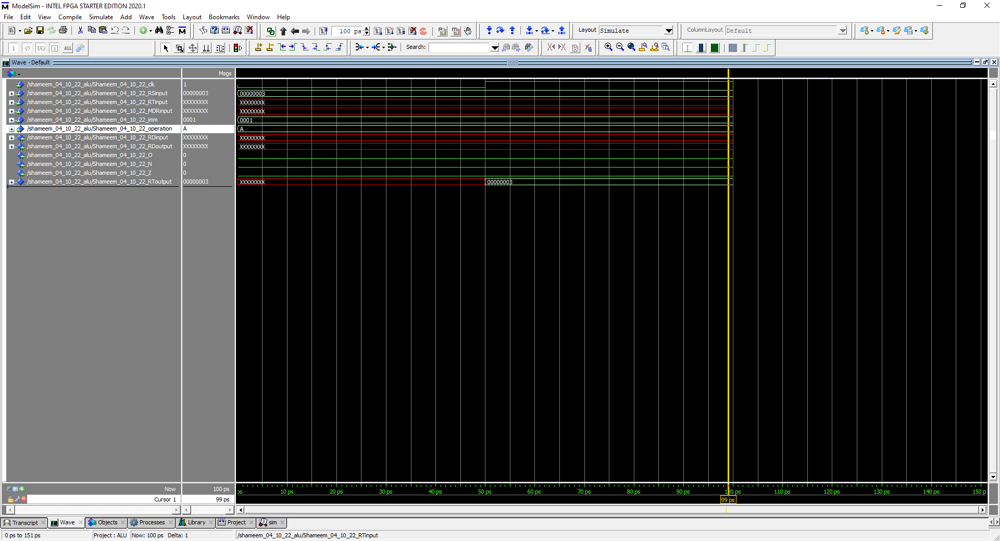 ModelSim - INTEL FPGA STARTER EDITION 2020.1
File Edit View Compile Simulate Add Wave Tools Layout Bookmarks Window Help
100 ps Layout Simulate ColumnLayout Default
ALL Search:
Wave - Default
Msgs
/shameem_04_10_22_alu/Shameem_04_10_22_clk 1
/shameem_04_10_22_alu/Shameem_04_10_22_RSinput 00000003 00000003
/shameem_04_10_22_alu/Shameem_04_10_22_RTinput XXXXXXXX XXXXXXXX
/shameem_04_10_22_alu/Shameem_04_10_22_MDRinput XXXXXXXX XXXXXXXX
/shameem_04_10_22_alu/Shameem_04_10_22_imm 0001 0001
/shameem_04_10_22_alu/Shameem_04_10_22_operation A A
/shameem_04_10_22_alu/Shameem_04_10_22_RDinput XXXXXXXX XXXXXXXX
/shameem_04_10_22_alu/Shameem_04_10_22_RDoutput XXXXXXXX XXXXXXXX
/shameem_04_10_22_alu/Shameem_04_10_22_O 0
/shameem_04_10_22_alu/Shameem_04_10_22_N 0
/shameem_04_10_22_alu/Shameem_04_10_22_Z 0
/shameem_04_10_22_alu/Shameem_04_10_22_RToutput 00000003 XXXXXXXX 00000003
Now 100 ps ps 10 ps 20 ps 30 ps 40 ps 50 ps 60 ps 70 ps 80 ps 90 ps 100 ps 110 ps 120 ps 130 ps 140 ps 150 p
Cursor 1 99 ps 99 ps
Transcript Wave Objects Processes Library Project sim
0 ps to 151 ps Project : ALU Now: 100 ps Delta: 1 /shameem_04_10_22_alu/Shameem_04_10_22_RTinput